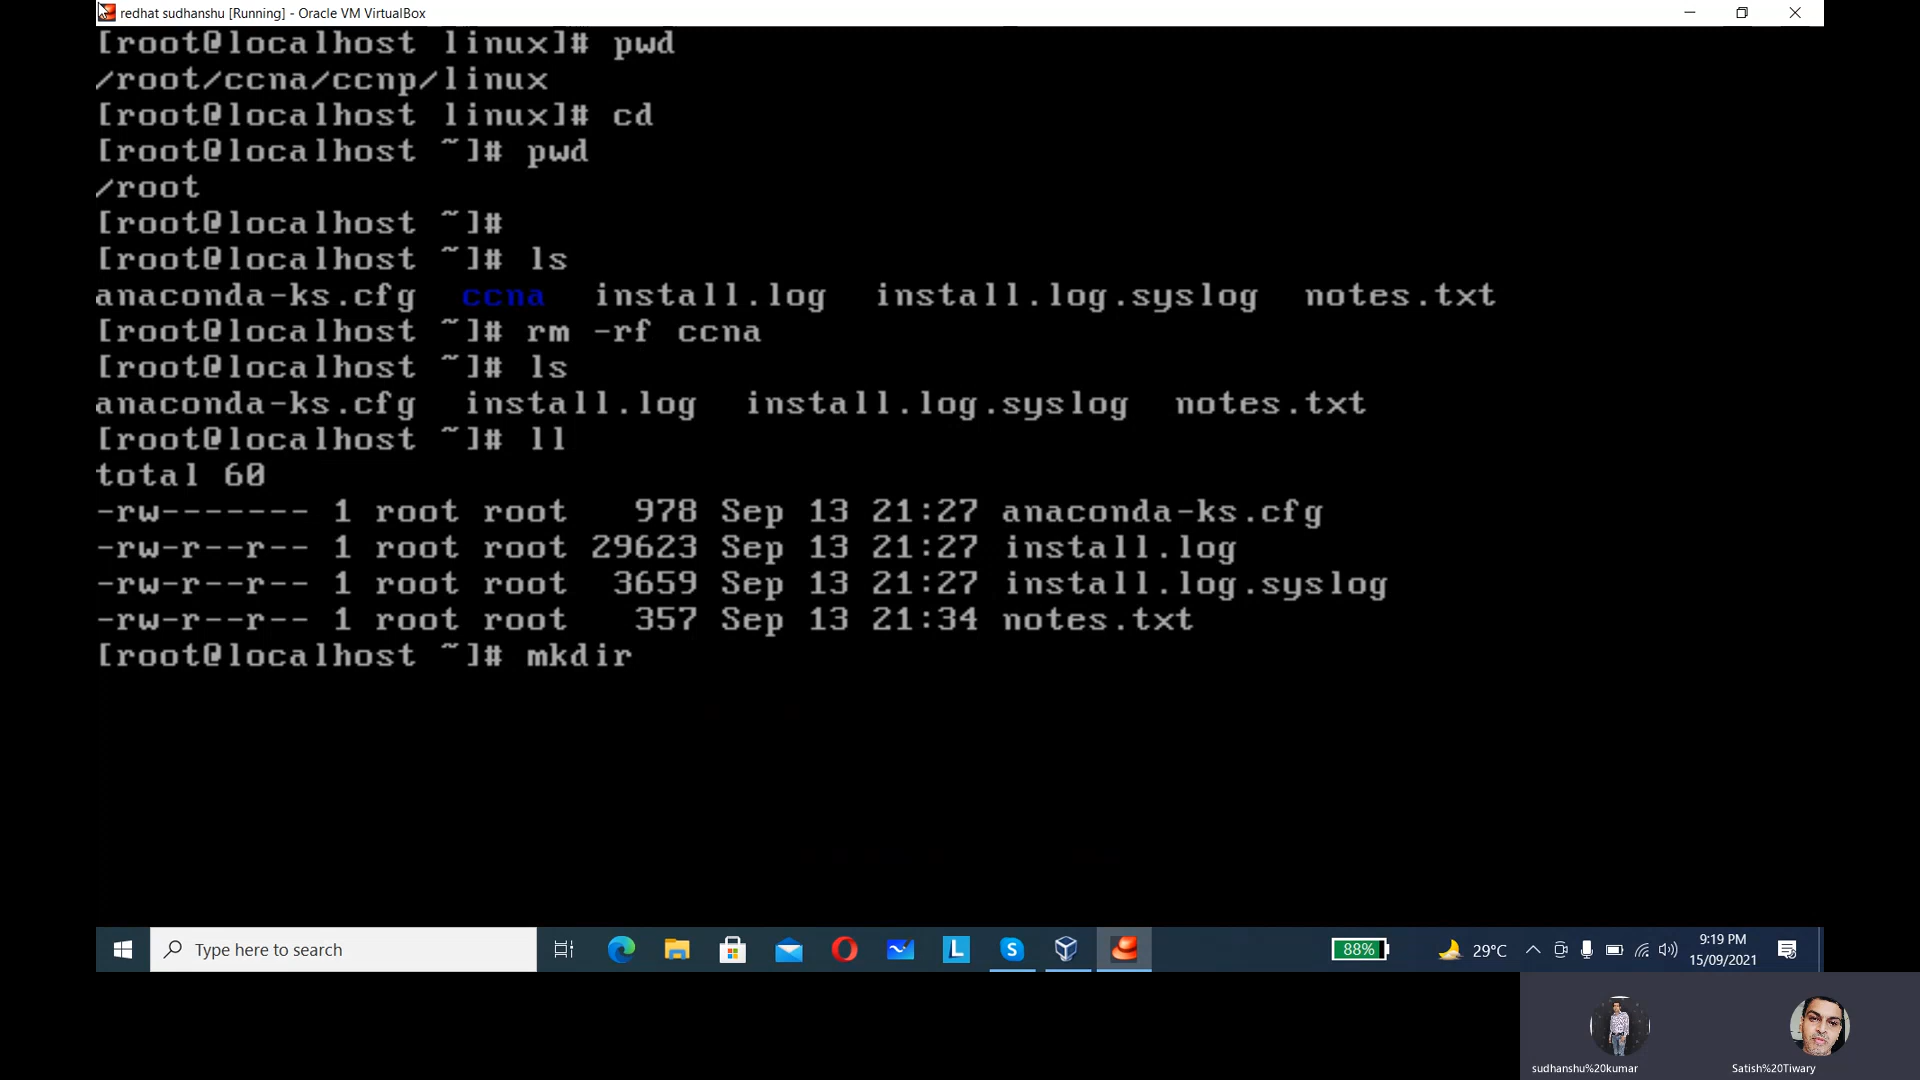 redhat sudhanshu [Running] - Oracle VM VirtualBox
[root@localhost linux]# pwd
/root/ccna/ccnp/linux
[root@localhost linux]# cd
[root@localhost ~]# pwd
/root
[root@localhost ~]#
[root@localhost ~]# ls
anaconda-ks.cfg  ccna  install.log  install.log.syslog  notes.txt
[root@localhost ~]# rm -rf ccna
[root@localhost ~]# ls
anaconda-ks.cfg  install.log  install.log.syslog  notes.txt
[root@localhost ~]# ll
total 60
-rw------- 1 root root   978 Sep 13 21:27 anaconda-ks.cfg
-rw-r--r-- 1 root root 29623 Sep 13 21:27 install.log
-rw-r--r-- 1 root root  3659 Sep 13 21:27 install.log.syslog
-rw-r--r-- 1 root root   357 Sep 13 21:34 notes.txt
[root@localhost ~]# mkdir
Type here to search
L
S
88%
29°C
9:19 PM
15/09/2021
sudhanshu%20kumar
Satish%20Tiwary